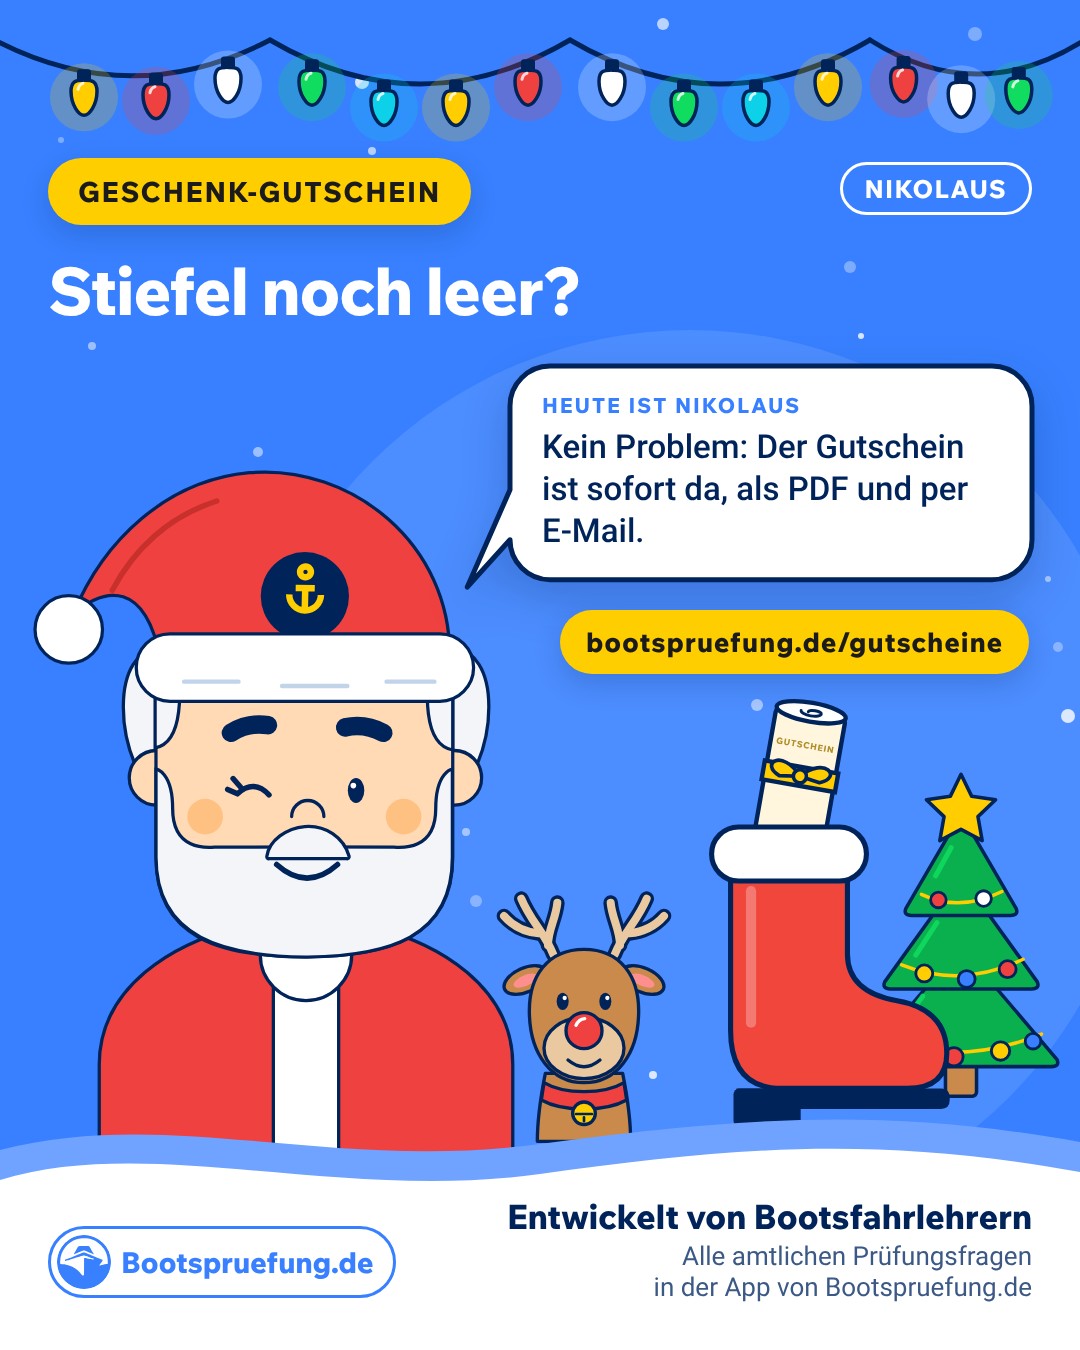 GESCHENK-GUTSCHEIN
NIKOLAUS
Stiefel noch leer?
HEUTE IST NIKOLAUS
Kein Problem: Der Gutschein
ist sofort da, als PDF und per
E-Mail.
bootspruefung.de/gutscheine
GUTSCHEIN
Entwickelt von Bootsfahrlehrern
Alle amtlichen Prüfungsfragen
in der App von Bootspruefung.de
Bootspruefung.de